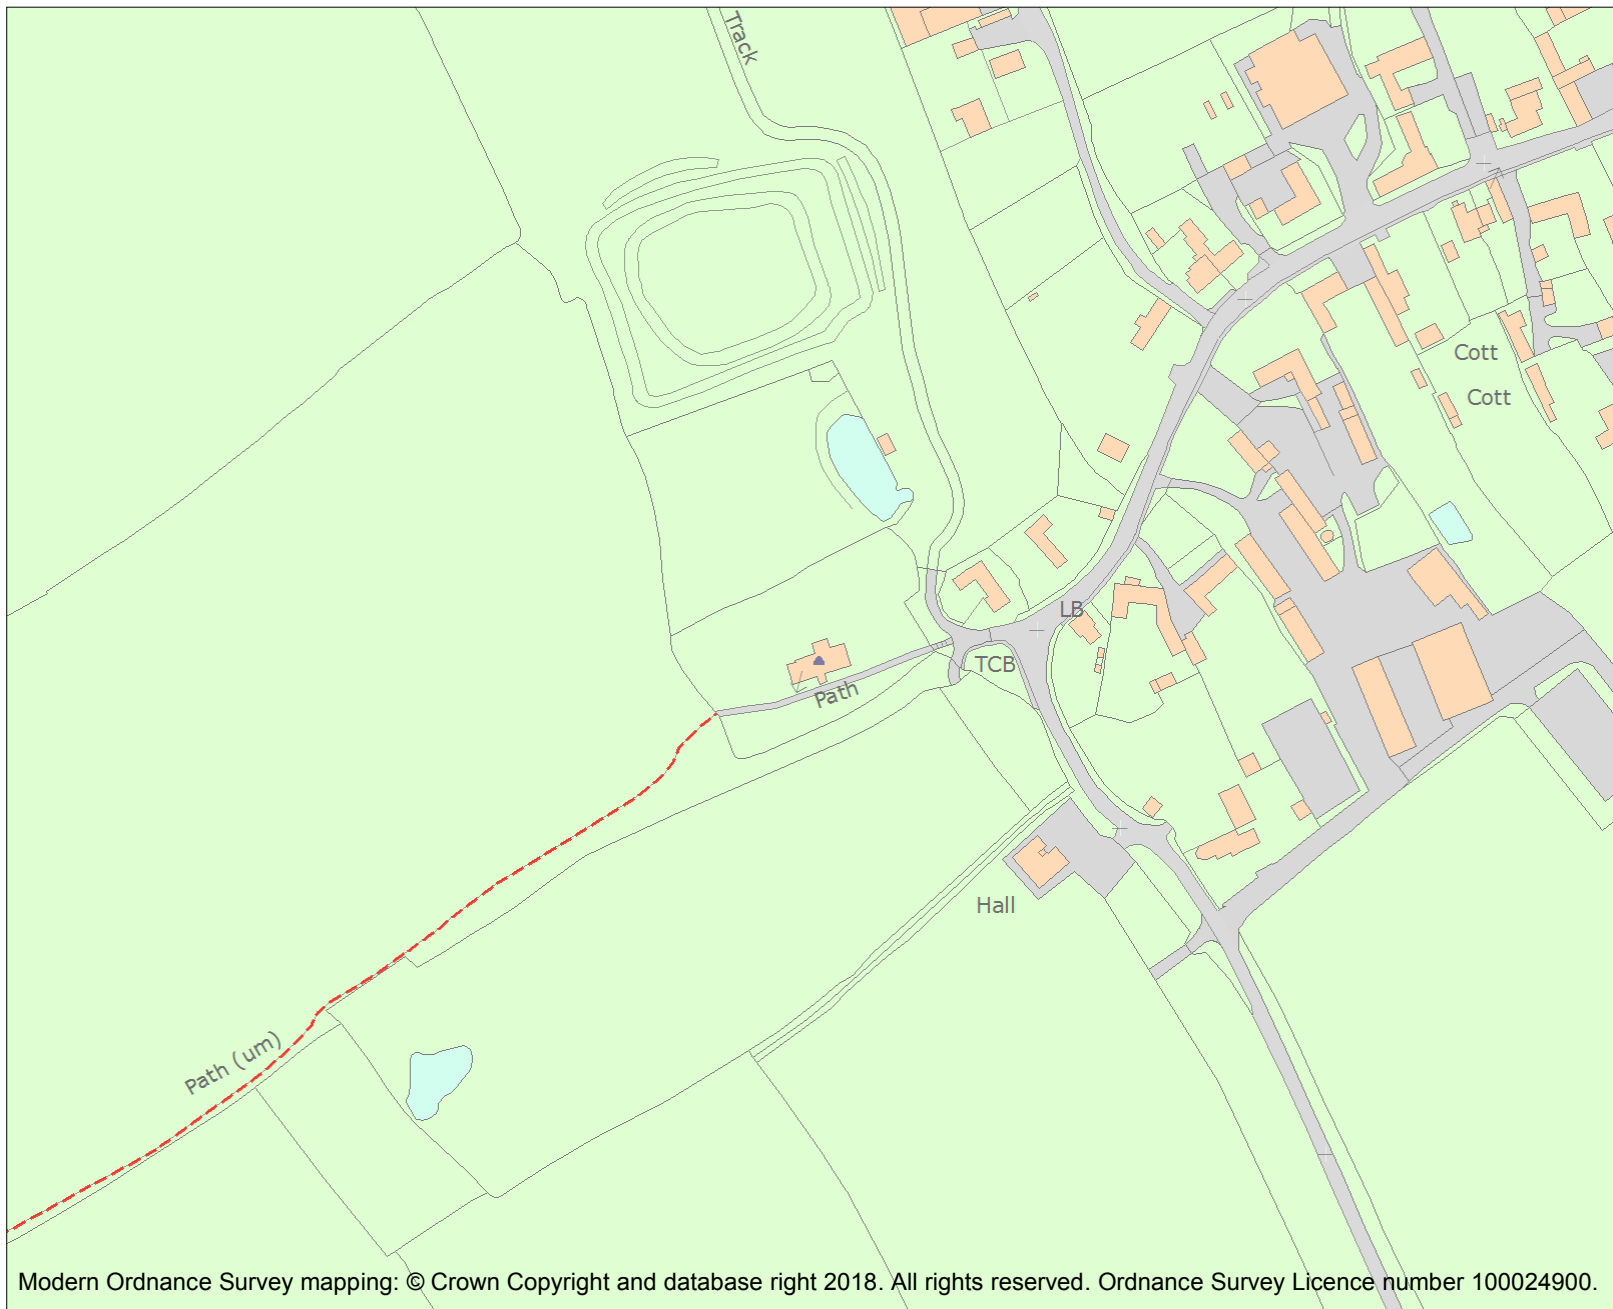 Track
Cott
Cott
LB
TCB
Path
Hall
Path (um)
Modern Ordnance Survey mapping: © Crown Copyright and database right 2018. All rights reserved. Ordnance Survey Licence number 100024900.